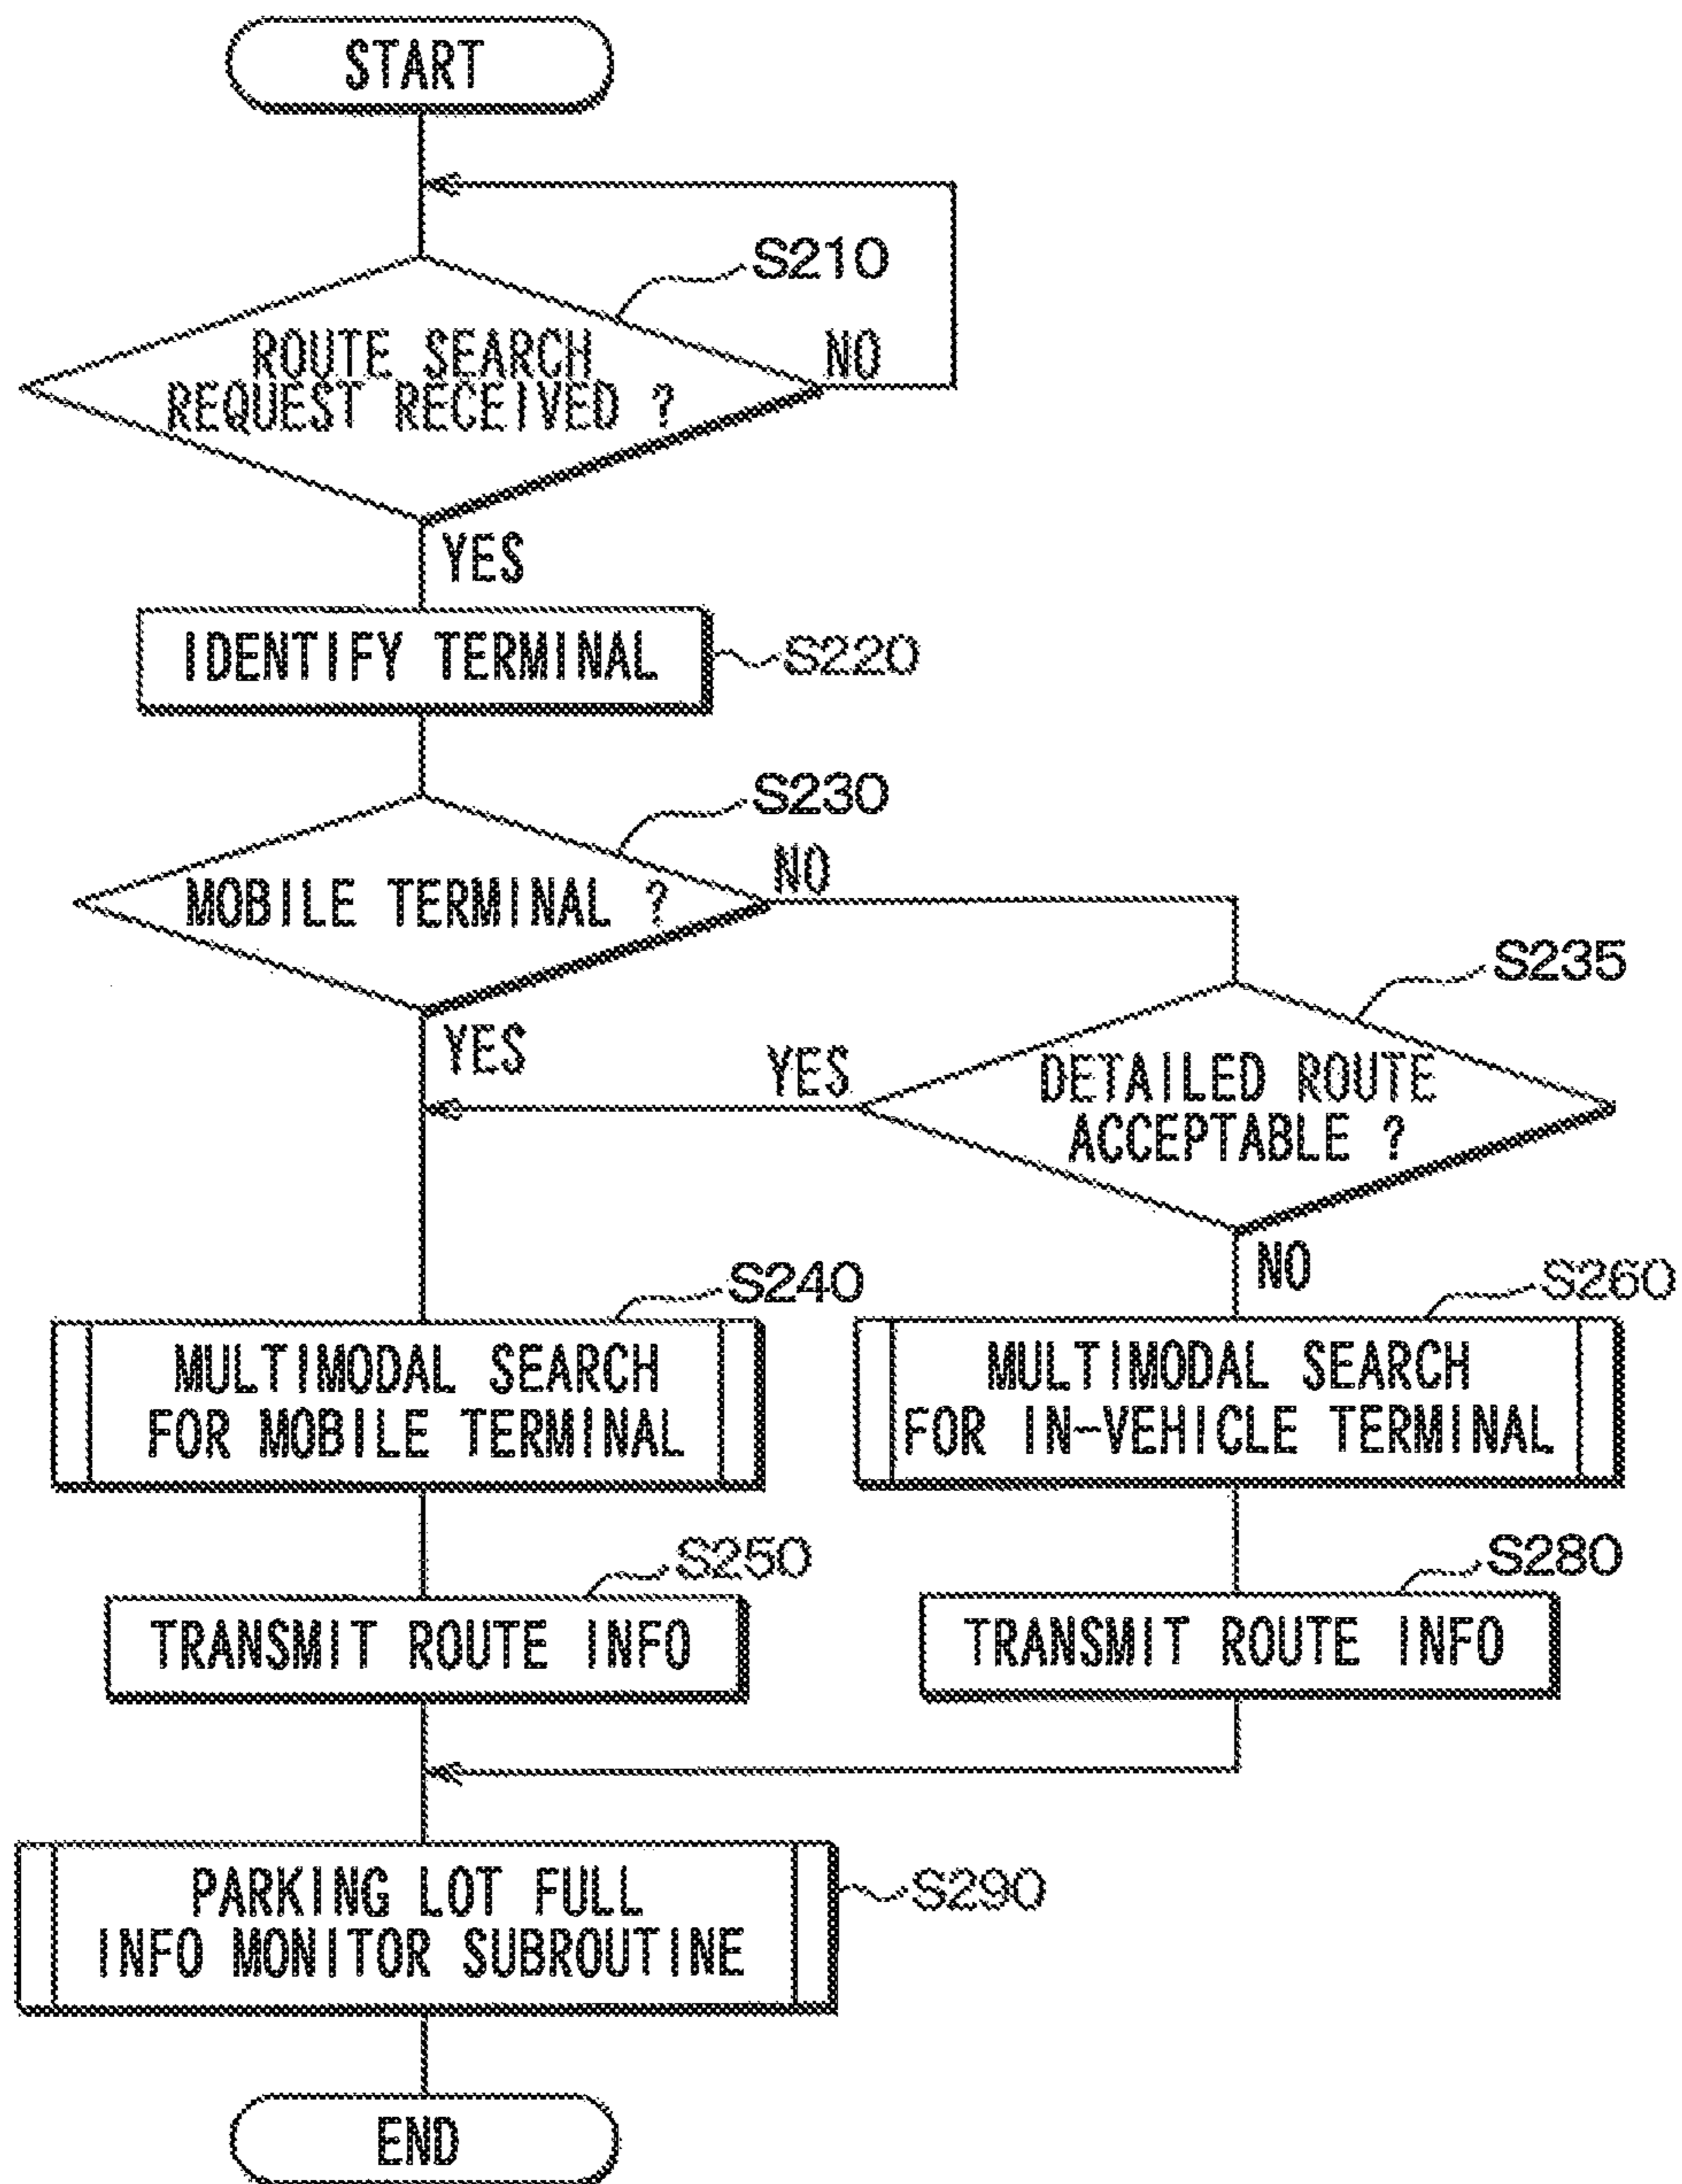 START
S210
ROUTE SEARCH
REQUEST RECEIVED ?
NO
YES
IDENTIFY TERMINAL
S220
S230
MOBILE TERMINAL ?
NO
YES
S235
DETAILED ROUTE
ACCEPTABLE ?
YES
NO
S240
MULTIMODAL SEARCH
FOR MOBILE TERMINAL
S260
MULTIMODAL SEARCH
FOR IN-VEHICLE TERMINAL
S250
TRANSMIT ROUTE INFO
S280
TRANSMIT ROUTE INFO
PARKING LOT FULL
INFO MONITOR SUBROUTINE
S290
END